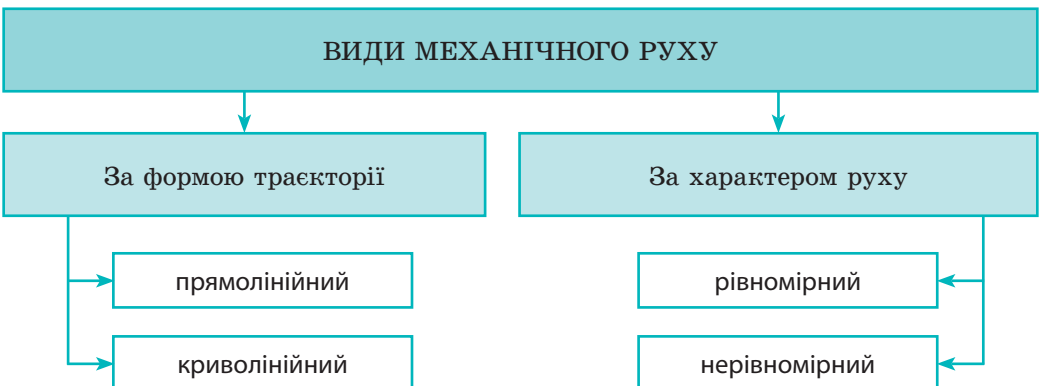 ВИДИ МЕХАНІЧНОГО РУХУ
За формою траєкторії
За характером руху
прямолінійний
рівномірний
криволінійний
нерівномірний